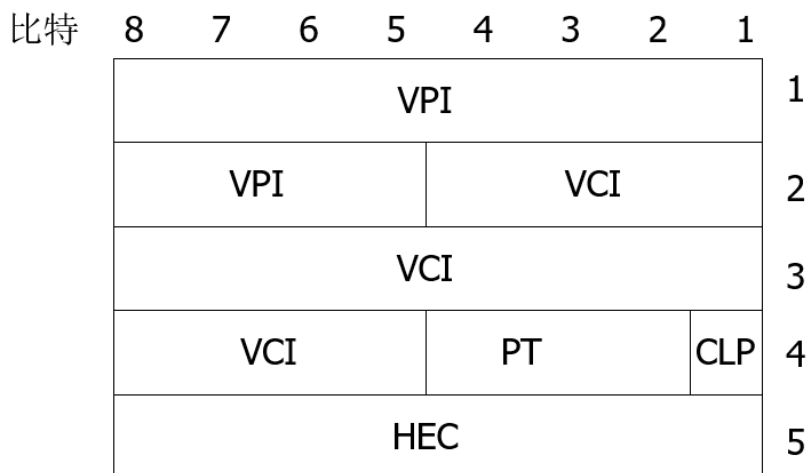 比特 8 7 6 5 4 3 2 1
VPI 1
VPI VCI 2
VCI 3
VCI PT CLP 4
HEC 5